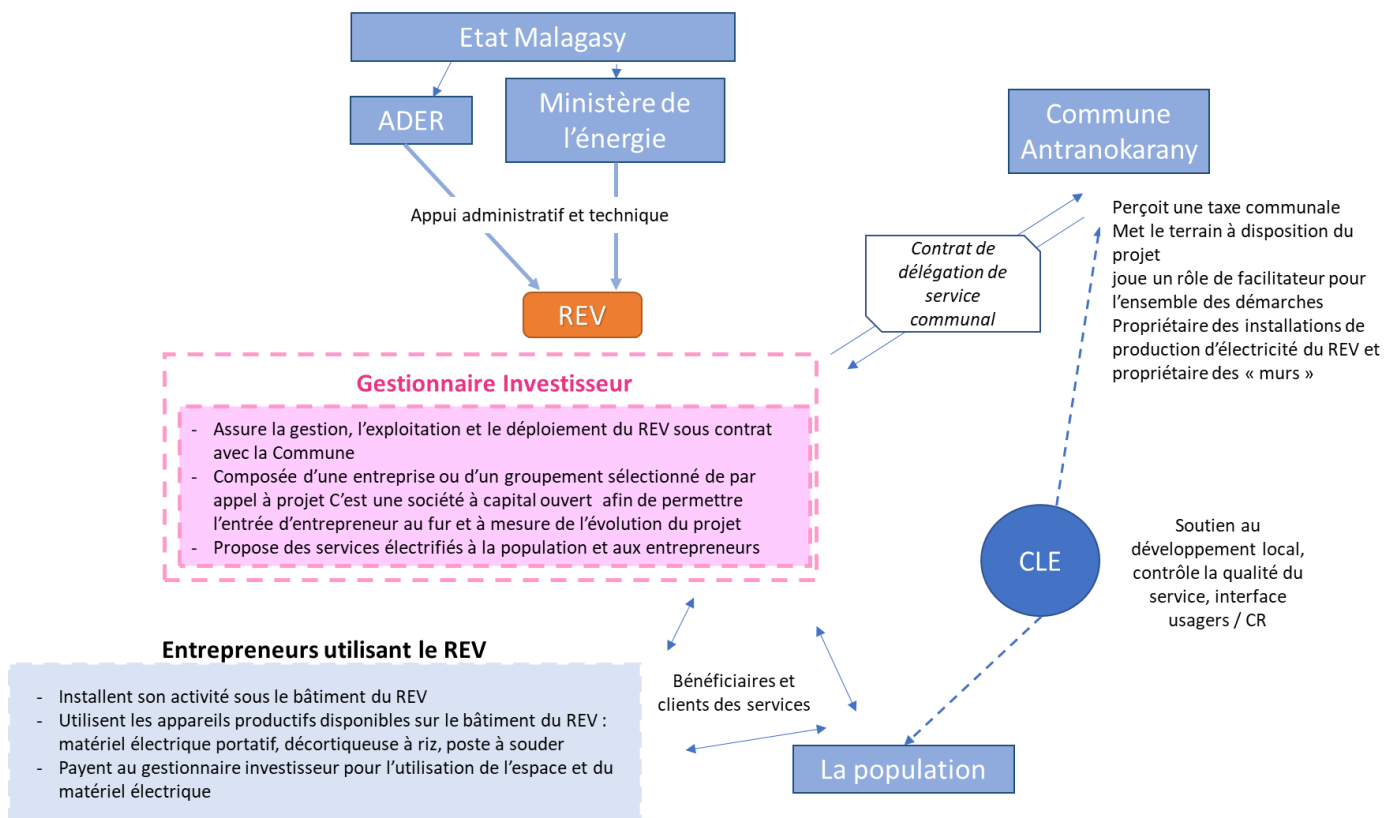 Etat Malagasy
ADER
Ministère de
l'énergie
Appui administratif et technique
REV
Commune
Antranokarany
Contrat de
délégation de
service
communal
Perçoit une taxe communale
Met le terrain à disposition du
projet
joue un rôle de facilitateur pour
l'ensemble des démarches
Propriétaire des installations de
production d'électricité du REV et
propriétaire des « murs »
Gestionnaire Investisseur
- Assure la gestion, l'exploitation et le déploiement du REV sous contrat
avec la Commune
- Composée d'une entreprise ou d'un groupement sélectionné de par
appel à projet C'est une société à capital ouvert afin de permettre
l'entrée d'entrepreneur au fur et à mesure de l'évolution du projet
- Propose des services électrifiés à la population et aux entrepreneurs
CLE
Soutien au
développement local,
contrôle la qualité du
service, interface
usagers / CR
Entrepreneurs utilisant le REV
- Installent son activité sous le bâtiment du REV
- Utilisent les appareils productifs disponibles sur le bâtiment du REV :
matériel électrique portatif, décortiqueuse à riz, poste à souder
- Payent au gestionnaire investisseur pour l'utilisation de l'espace et du
matériel électrique
Bénéficiaires et
clients des services
La population